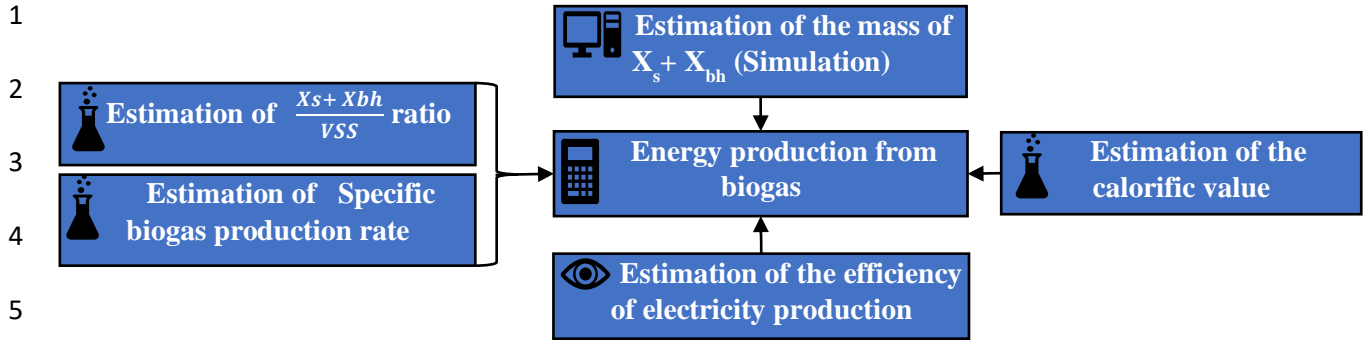 1
Estimation of the mass of
Xs+ Xbh (Simulation)
2
Estimation of Xs+ Xbh/VSS ratio
3
Energy production from
biogas
Estimation of the
calorific value
Estimation of Specific
biogas production rate
4
Estimation of the efficiency
of electricity production
5